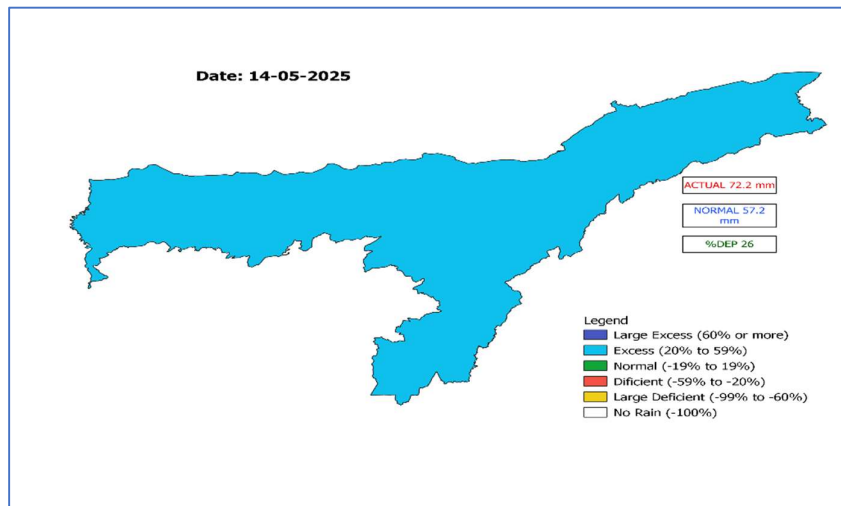 Date: 14-05-2025
ACTUAL 72.2 mm
NORMAL 57.2
mm
%DEP 26
Legend
Large Excess (60% or more)
Excess (20% to 59%)
Normal (-19% to 19%)
Dificient (-59% to -20%)
Large Deficient (-99% to -60%)
No Rain (-100%)